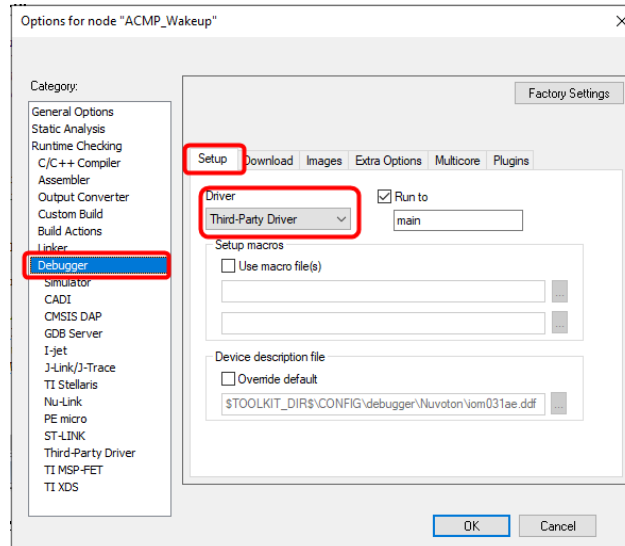 Options for node "ACMP_Wakeup"
Category:
Factory Settings
General Options
Static Analysis
Runtime Checking
C/C++ Compiler
Assembler
Output Converter
Custom Build
Build Actions
Linker
Debugger
Simulator
CADI
CMSIS DAP
GDB Server
I-jet
J-Link/J-Trace
TI Stellaris
Nu-Link
PE micro
ST-LINK
Third-Party Driver
TI MSP-FET
TI XDS
Setup Download Images Extra Options Multicore Plugins
Driver
Third-Party Driver
Run to
main
Setup macros
Use macro file(s)
...
...
Device description file
Override default
$TOOLKIT_DIR$\CONFIG\debugger\Nuvoton\iom031ae.ddf
...
OK Cancel